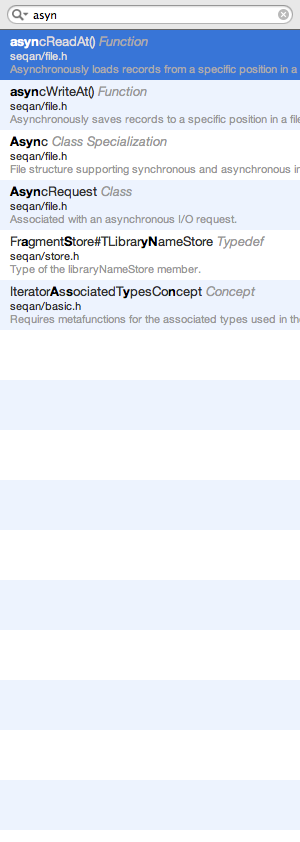 asyn
asyncReadAt() Function
seqan/file.h
Asynchronously loads records from a specific position in a
asyncWriteAt() Function
seqan/file.h
Asynchronously saves records to a specific position in a file
Async Class Specialization
seqan/file.h
File structure supporting synchronous and asynchronous in
AsyncRequest Class
seqan/file.h
Associated with an asynchronous I/O request.
FragmentStore#TLibraryNameStore Typedef
seqan/store.h
Type of the libraryNameStore member.
IteratorAssociatedTypesConcept Concept
seqan/basic.h
Requires metafunctions for the associated types used in the